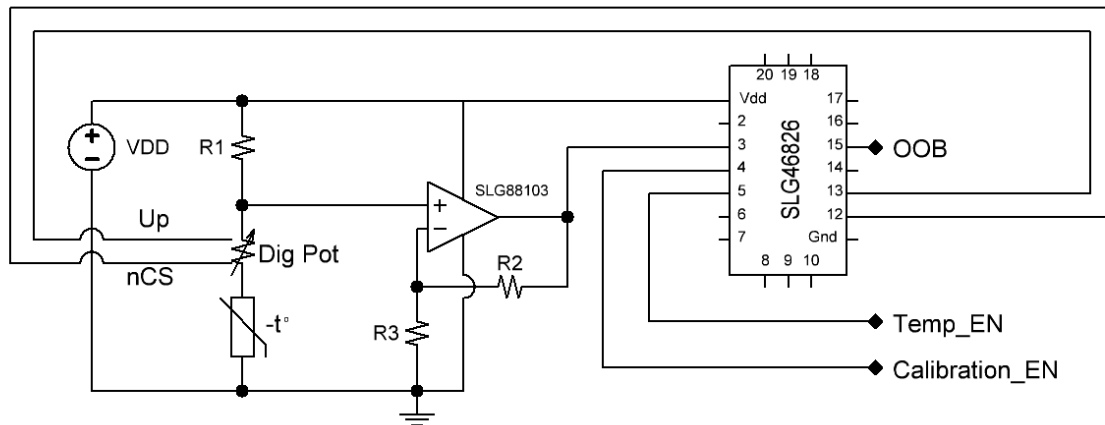 20 19 18
Vdd 17
2 16
3 15 OOB
4 14
5 13
6 12
7 Gnd
8 9 10
SLG46826
VDD
R1
SLG88103
+
−
Up
Dig Pot
nCS
R2
-t°
R3
Temp_EN
Calibration_EN